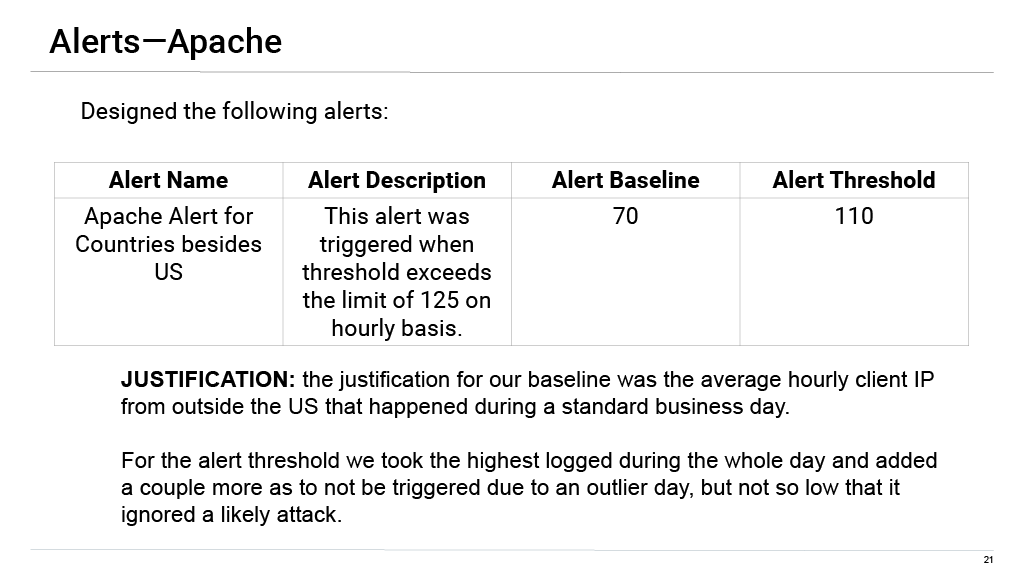 Alerts—Apache
Designed the following alerts:
Alert Name
Alert Description
Alert Baseline
Alert Threshold
Apache Alert for
Countries besides
US
This alert was
triggered when
threshold exceeds
the limit of 125 on
hourly basis.
70
110
JUSTIFICATION: the justification for our baseline was the average hourly client IP
from outside the US that happened during a standard business day.
For the alert threshold we took the highest logged during the whole day and added
a couple more as to not be triggered due to an outlier day, but not so low that it
ignored a likely attack.
21